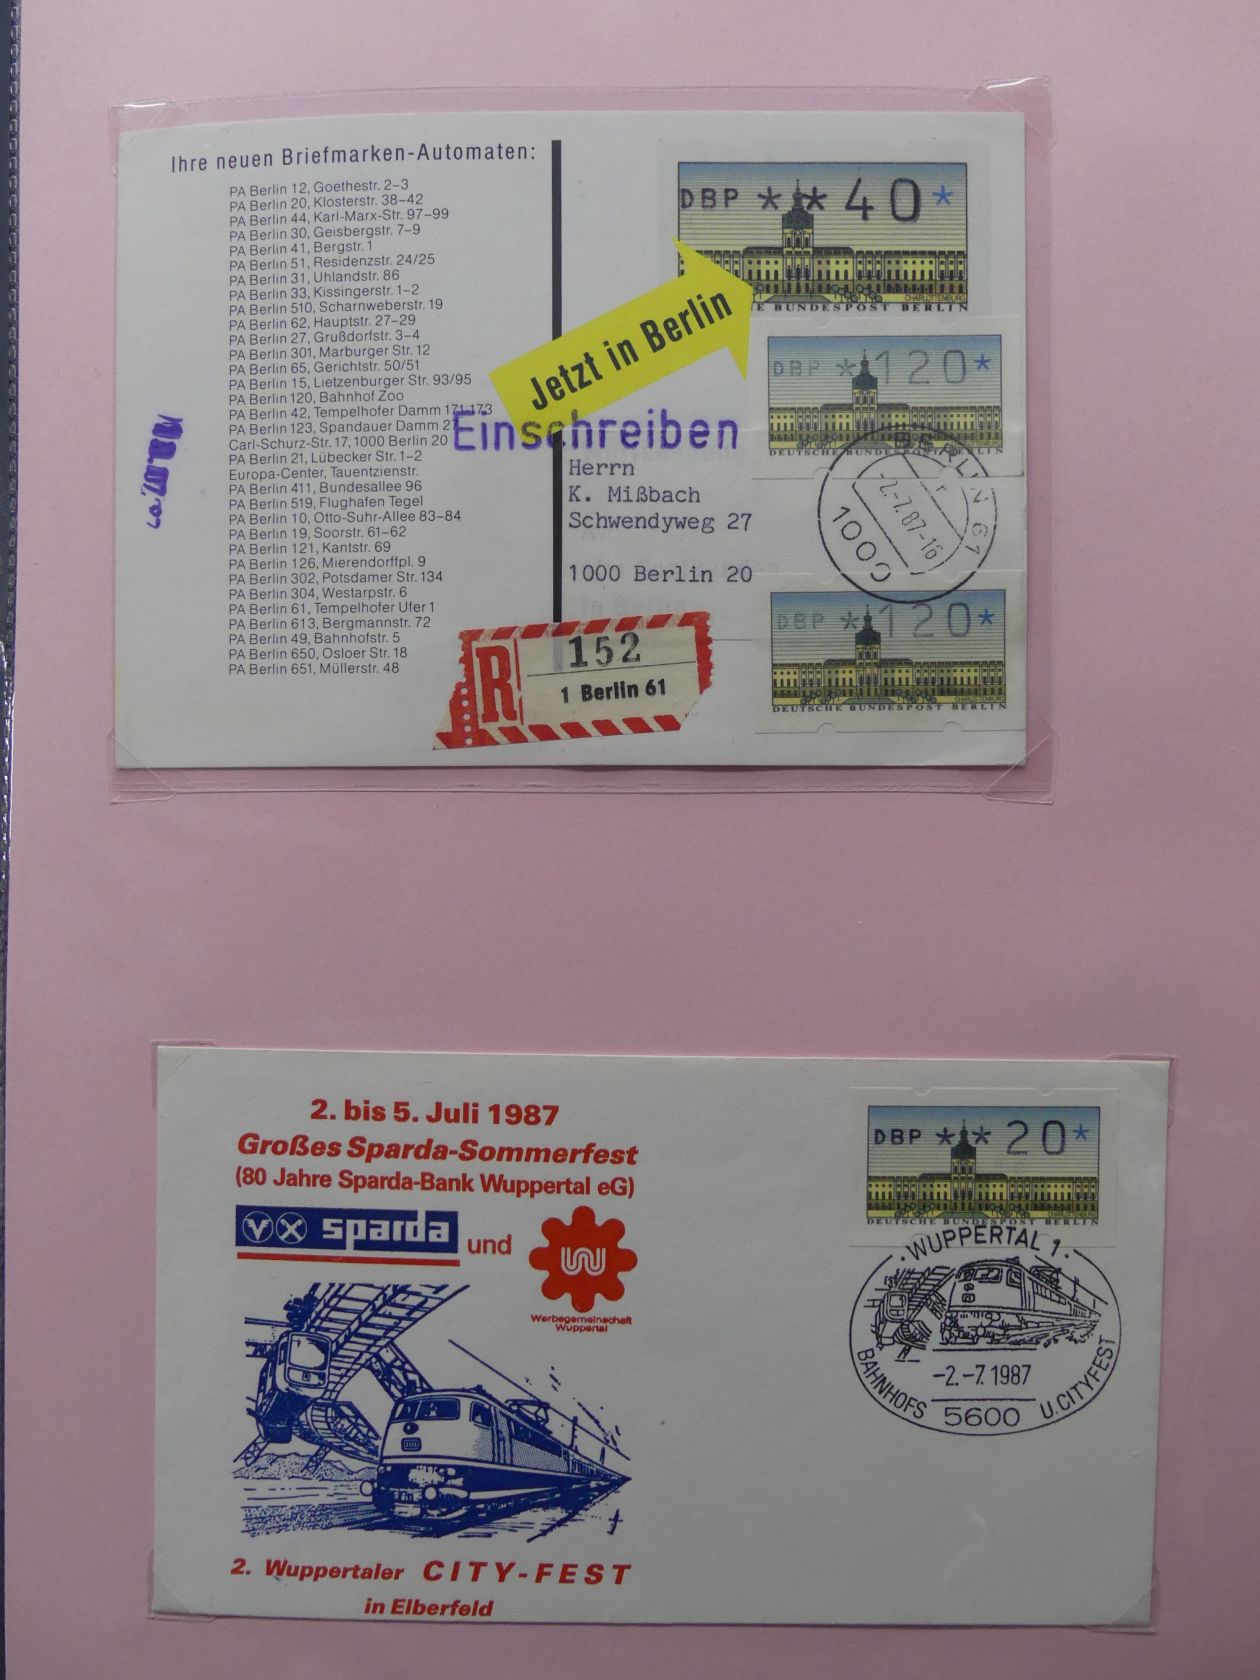 Ihre neuen Briefmarken-Automaten:
PA Berlin 12, Goethestr. 2-3
PA Berlin 20, Klosterstr. 38-42
PA Berlin 44, Karl-Marx-Str. 97-99
PA Berlin 30, Geisbergstr. 7-9
PA Berlin 41, Bergstr. 1
PA Berlin 51, Residenzstr. 24/25
PA Berlin 31, Uhlandstr. 86
PA Berlin 33, Kissingerstr. 1-2
PA Berlin 510, Scharnweberstr. 19
PA Berlin 62, Hauptstr. 27-29
PA Berlin 27, Grußdorfstr. 3-4
PA Berlin 301, Marburger Str. 12
PA Berlin 65, Gerichtstr. 50/51
PA Berlin 15, Lietzenburger Str. 93/95
PA Berlin 120, Bahnhof Zoo
PA Berlin 42, Tempelhofer Damm 171-173
PA Berlin 123, Spandauer Damm
Carl-Schurz-Str. 17, 1000 Berlin 20
PA Berlin 21, Lübecker Str. 1-2
Europa-Center, Tauentzienstr.
PA Berlin 411, Bundesallee 96
PA Berlin 519, Flughafen Tegel
PA Berlin 10, Otto-Suhr-Allee 83-84
PA Berlin 19, Soorstr. 61-62
PA Berlin 121, Kantstr. 69
PA Berlin 126, Mierendorffpl. 9
PA Berlin 302, Potsdamer Str. 134
PA Berlin 304, Westarpstr. 6
PA Berlin 61, Tempelhofer Ufer 1
PA Berlin 613, Bergmannstr. 72
PA Berlin 49, Bahnhofstr. 5
PA Berlin 650, Osloer Str. 18
PA Berlin 651, Müllerstr. 48
DBP **40*
CHARLOTTENBURG
E BUNDESPOST BERLIN
Jetzt in Berlin
DBP *120*
DEUTSCHE BUNDESPOST BERLIN
Einschreiben
Herrn
K. Mißbach
Schwendyweg 27
1000 Berlin 20
BERLIN 61
r
-2.-7.87-16
1000
R
152
1 Berlin 61
DBP *120*
CHARLOTTENBURG
DEUTSCHE BUNDESPOST BERLIN
2. bis 5. Juli 1987
Großes Sparda-Sommerfest
(80 Jahre Sparda-Bank Wuppertal eG)
sparda und
W
Werbegemeinschaft
Wuppertal
2. Wuppertaler CITY-FEST
in Elberfeld
DBP **20*
CHARLOTTENBURG
DEUTSCHE BUNDESPOST BERLIN
· WUPPERTAL 1 ·
-2.-7.1987
BAHNHOFS U. CITYFEST
5600